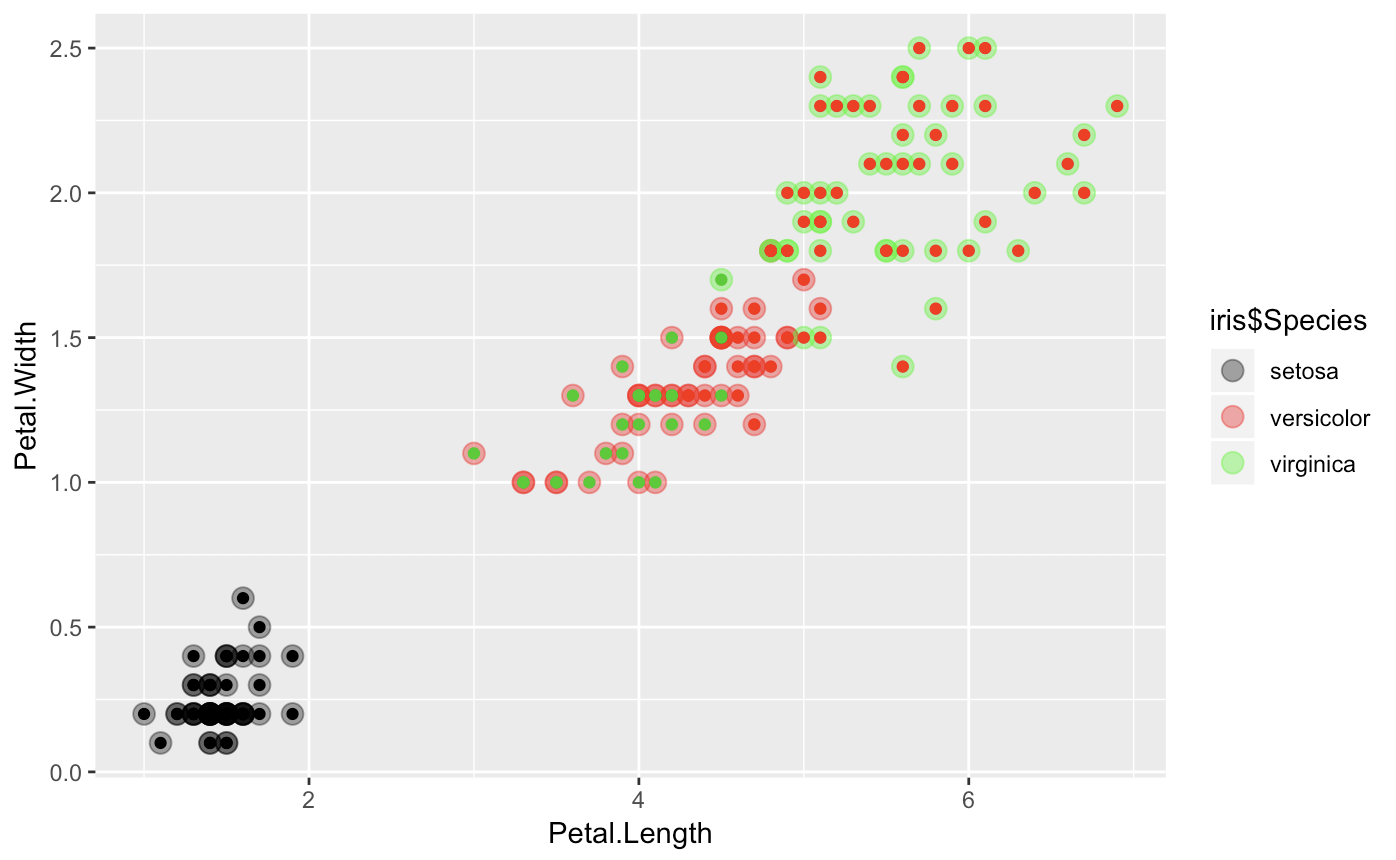 2.5
2.0
1.5
1.0
0.5
0.0
Petal.Width
2 4 6
Petal.Length
iris$Species
setosa
versicolor
virginica